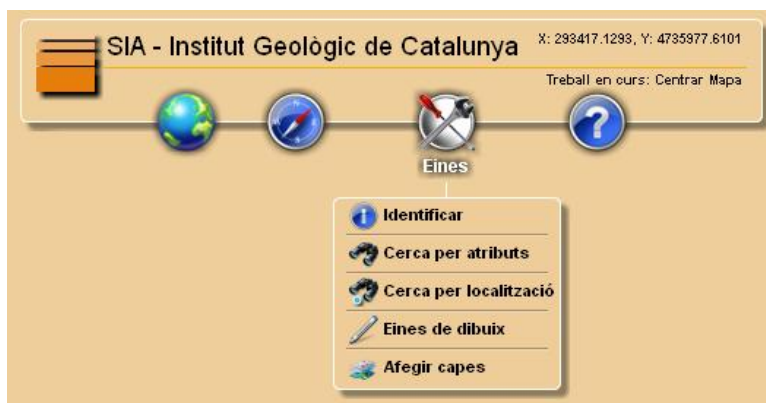 SIA - Institut Geològic de Catalunya
X: 293417.1293, Y: 4735977.6101
Treball en curs: Centrar Mapa
Eines
Identificar
Cerca per atributs
Cerca per localització
Eines de dibuix
Afegir capes